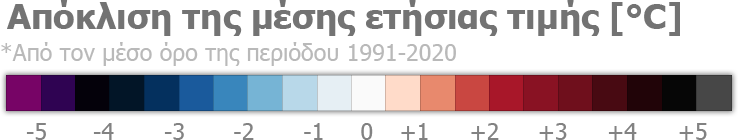 Απόκλιση της μέσης ετήσιας τιμής [°C]
*Από τον μέσο όρο της περιόδου 1991-2020
-5 -4 -3 -2 -1 0 +1 +2 +3 +4 +5